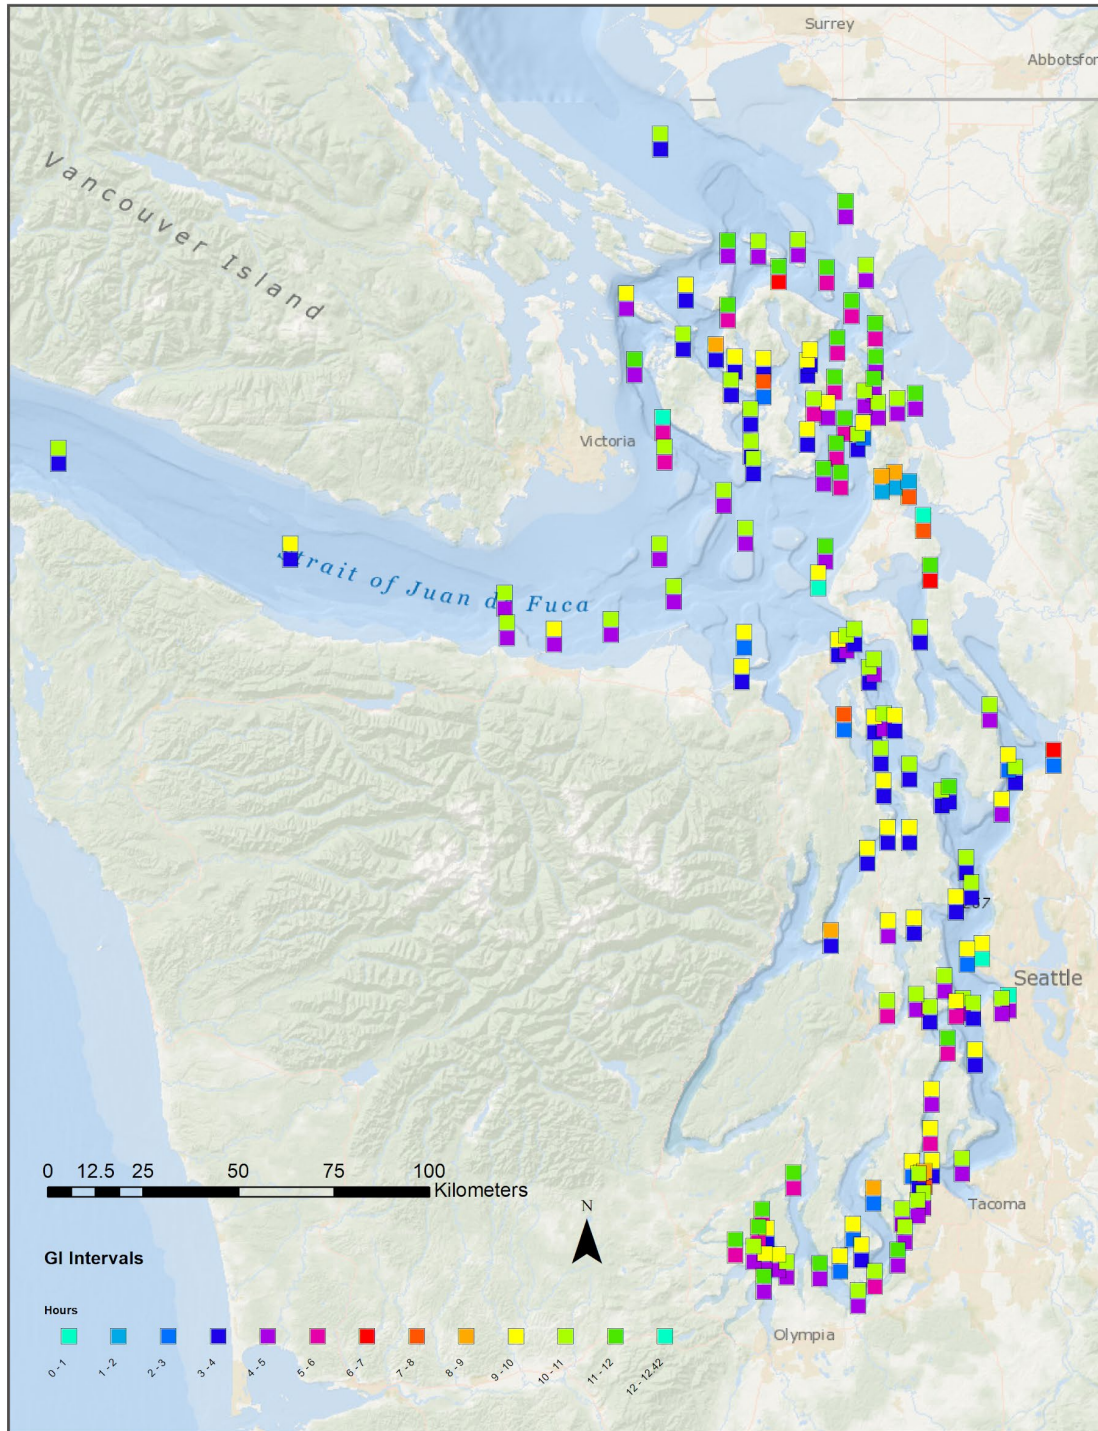 Surrey
Abbotsfor
Vancouver Island
Victoria
Strait of Juan de Fuca
Seattle
0 12.5 25 50 75 100
Kilometers
N
Tacoma
GI Intervals
Hours
Olympia
0 - 1
1 - 2
2 - 3
3 - 4
4 - 5
5 - 6
6 - 7
7 - 8
8 - 9
9 - 10
10 - 11
11 - 12
12 - 12.42